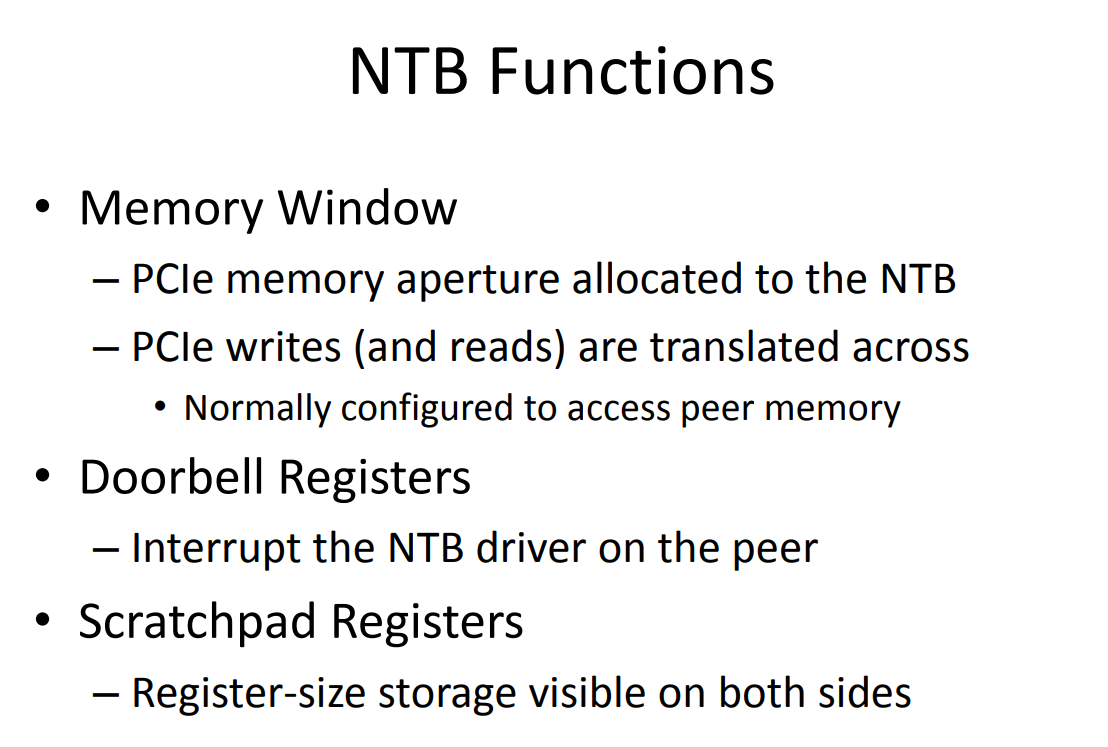 NTB Functions
• Memory Window
– PCIe memory aperture allocated to the NTB
– PCIe writes (and reads) are translated across
• Normally configured to access peer memory
• Doorbell Registers
– Interrupt the NTB driver on the peer
• Scratchpad Registers
– Register-size storage visible on both sides